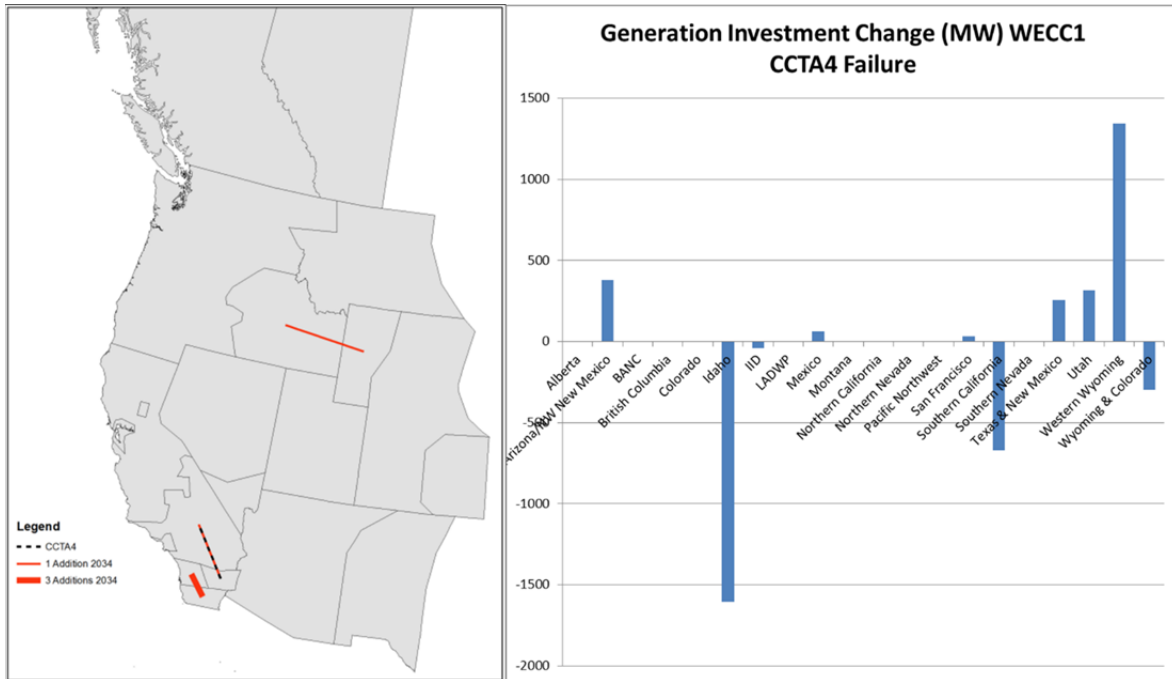 Legend
CCTA4
1 Addition 2034
3 Additions 2034
Generation Investment Change (MW) WECC1
CCTA4 Failure
1500
1000
500
0
-500
-1000
-1500
-2000
Alberta
Arizona/NW New Mexico
BANC
British Columbia
Colorado
Idaho
IID
LADWP
Mexico
Montana
Northern California
Northern Nevada
Pacific Northwest
San Francisco
Southern California
Southern Nevada
Texas & New Mexico
Utah
Western Wyoming
Wyoming & Colorado